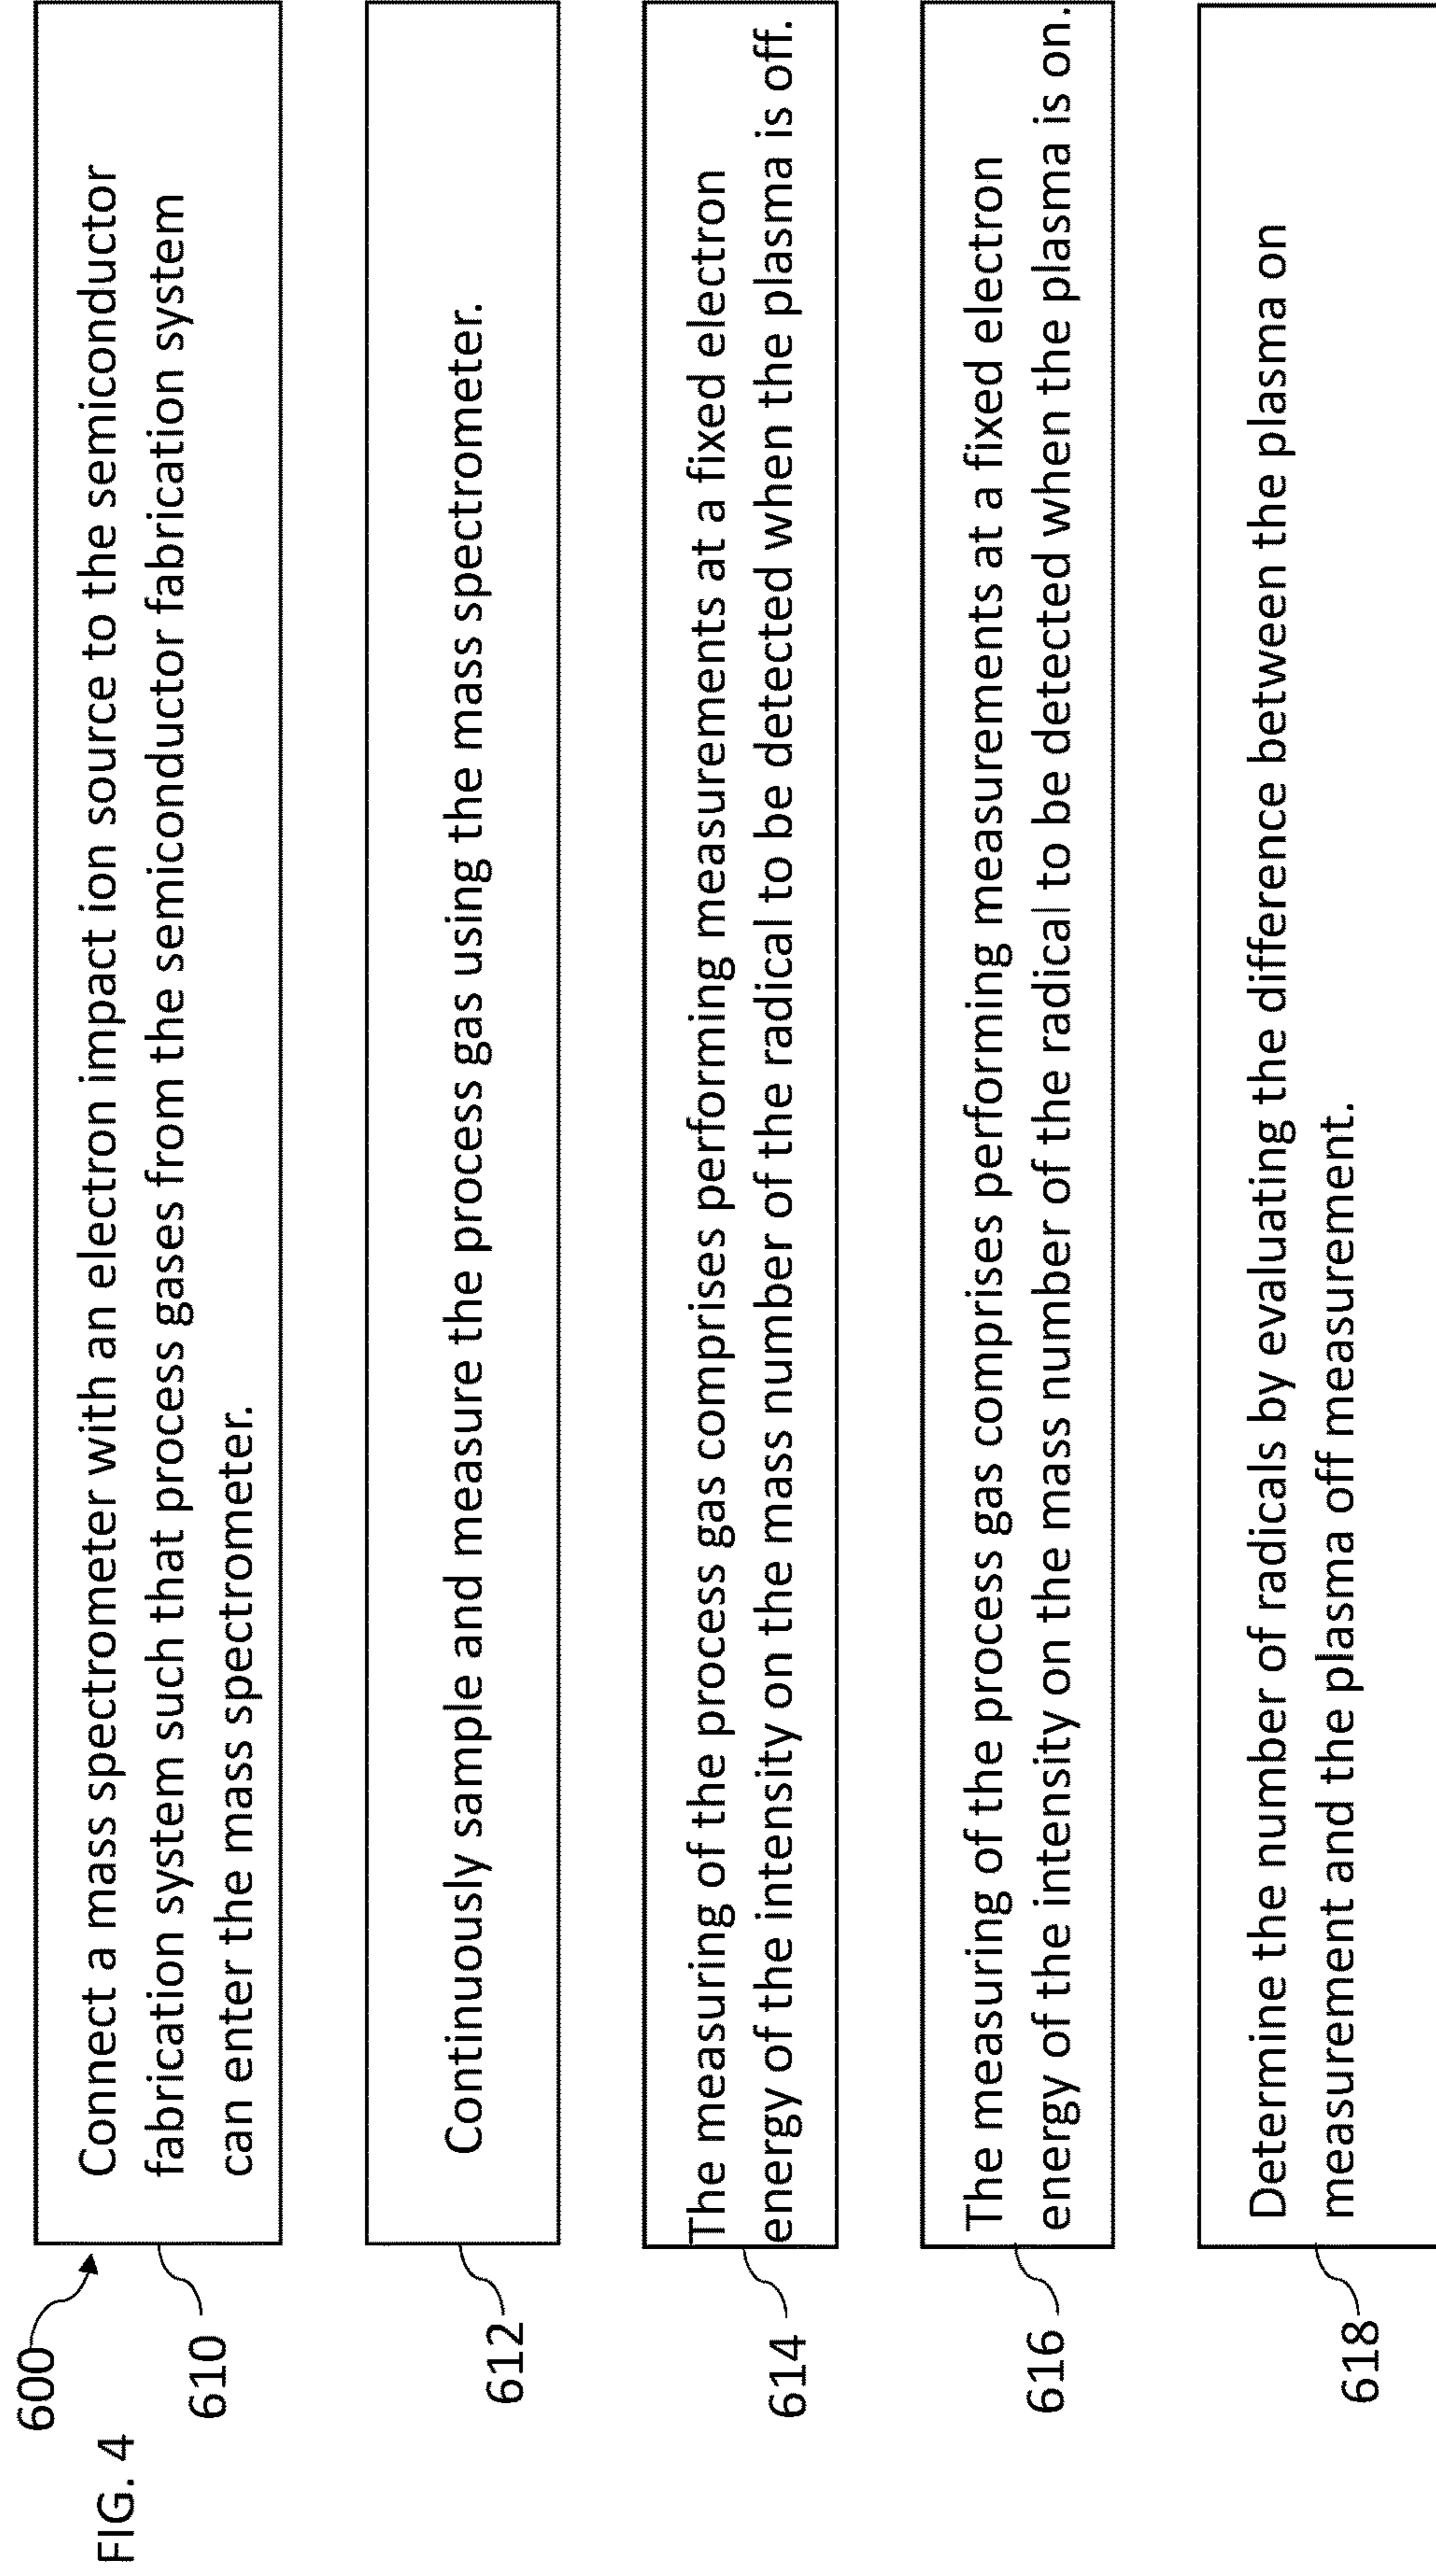 FIG. 4
600
610
Connect a mass spectrometer with an electron impact ion source to the semiconductor
fabrication system such that process gases from the semiconductor fabrication system
can enter the mass spectrometer.
612
Continuously sample and measure the process gas using the mass spectrometer.
614
The measuring of the process gas comprises performing measurements at a fixed electron
energy of the intensity on the mass number of the radical to be detected when the plasma is off.
616
The measuring of the process gas comprises performing measurements at a fixed electron
energy of the intensity on the mass number of the radical to be detected when the plasma is on.
618
Determine the number of radicals by evaluating the difference between the plasma on
measurement and the plasma off measurement.